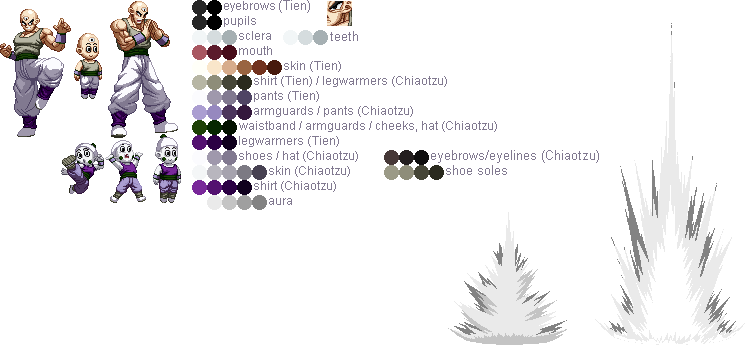 eyebrows (Tien)
pupils
sclera teeth
mouth
skin (Tien)
shirt (Tien) / legwarmers (Chiaotzu)
pants (Tien)
armguards / pants (Chiaotzu)
waistband / armguards / cheeks, hat (Chiaotzu)
legwarmers (Tien)
shoes / hat (Chiaotzu) eyebrows/eyelines (Chiaotzu)
skin (Chiaotzu) shoe soles
shirt (Chiaotzu)
aura